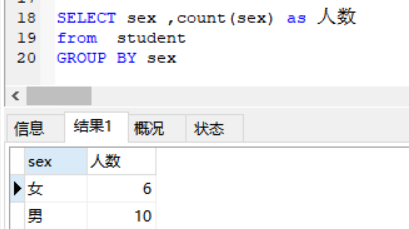 18 SELECT sex ,count(sex) as 人数
19 from  student
20 GROUP BY sex
信息 结果1 概况 状态
sex 人数
女 6
男 10